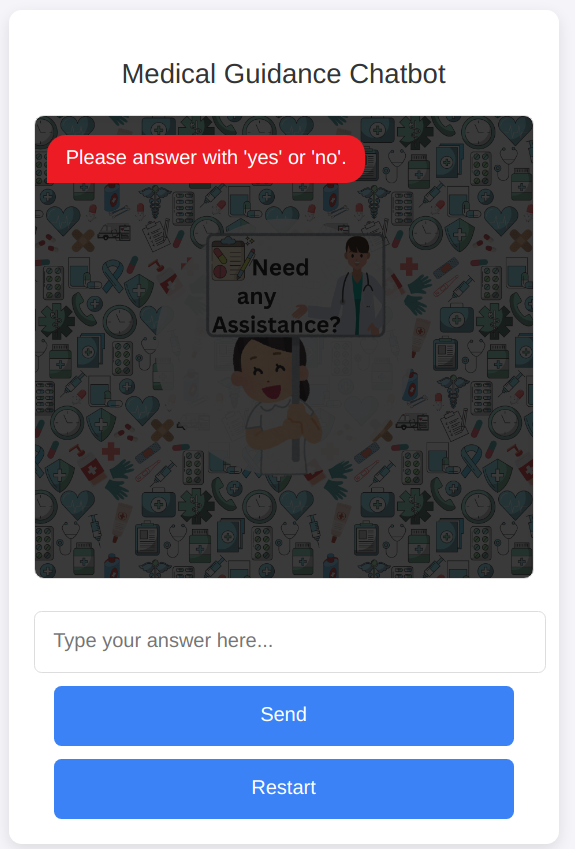 Medical Guidance Chatbot
Please answer with 'yes' or 'no'.
Need
any
Assistance?
Type your answer here...
Send
Restart